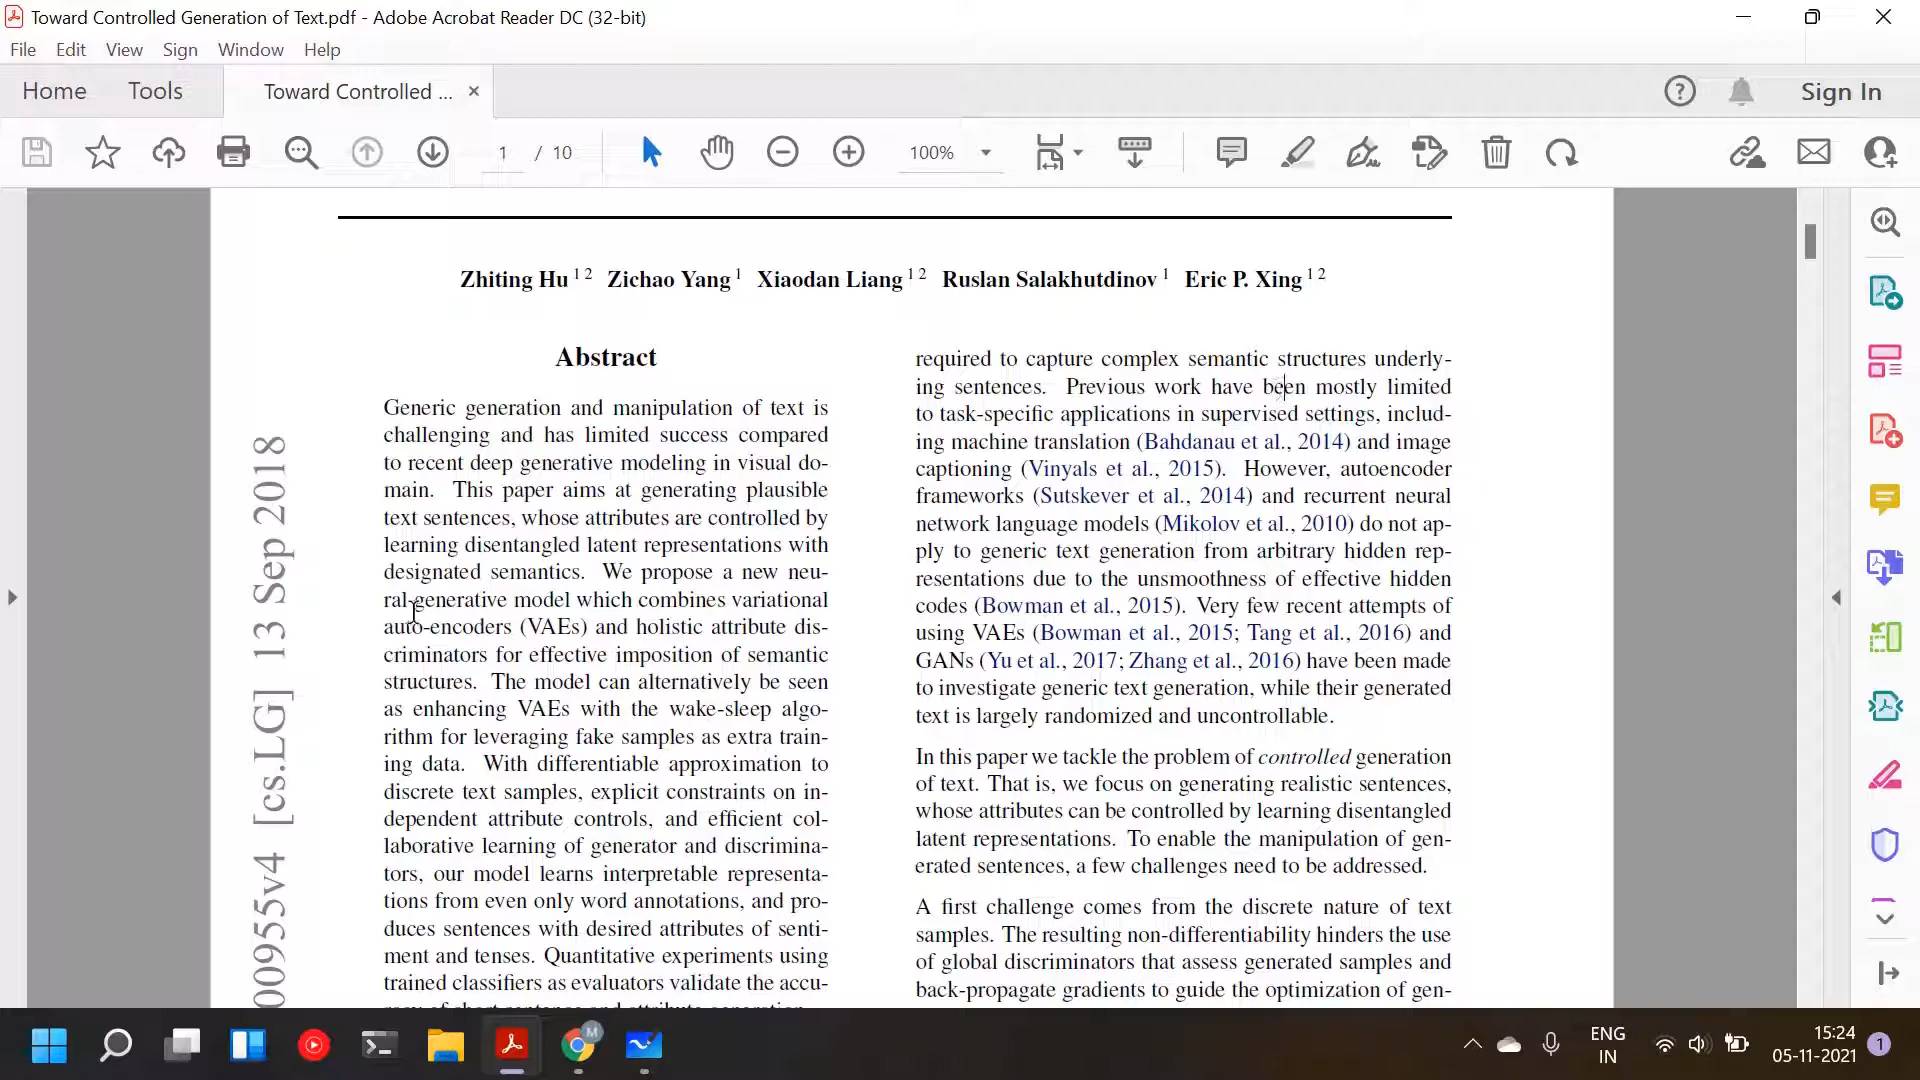 Toward Controlled Generation of Text.pdf - Adobe Acrobat Reader DC (32-bit)
File Edit View Sign Window Help
Home Tools Toward Controlled ... × Sign In
1 / 10 100%
Zhiting Hu 1 2 Zichao Yang 1 Xiaodan Liang 1 2 Ruslan Salakhutdinov 1 Eric P. Xing 1 2
Abstract
Generic generation and manipulation of text is
challenging and has limited success compared
to recent deep generative modeling in visual do-
main. This paper aims at generating plausible
text sentences, whose attributes are controlled by
learning disentangled latent representations with
designated semantics. We propose a new neu-
ral generative model which combines variational
auto-encoders (VAEs) and holistic attribute dis-
criminators for effective imposition of semantic
structures. The model can alternatively be seen
as enhancing VAEs with the wake-sleep algo-
rithm for leveraging fake samples as extra train-
ing data. With differentiable approximation to
discrete text samples, explicit constraints on in-
dependent attribute controls, and efficient col-
laborative learning of generator and discrimina-
tors, our model learns interpretable representa-
tions from even only word annotations, and pro-
duces sentences with desired attributes of senti-
ment and tenses. Quantitative experiments using
trained classifiers as evaluators validate the accu-
required to capture complex semantic structures underly-
ing sentences. Previous work have been mostly limited
to task-specific applications in supervised settings, includ-
ing machine translation (Bahdanau et al., 2014) and image
captioning (Vinyals et al., 2015). However, autoencoder
frameworks (Sutskever et al., 2014) and recurrent neural
network language models (Mikolov et al., 2010) do not ap-
ply to generic text generation from arbitrary hidden rep-
resentations due to the unsmoothness of effective hidden
codes (Bowman et al., 2015). Very few recent attempts of
using VAEs (Bowman et al., 2015; Tang et al., 2016) and
GANs (Yu et al., 2017; Zhang et al., 2016) have been made
to investigate generic text generation, while their generated
text is largely randomized and uncontrollable.
In this paper we tackle the problem of controlled generation
of text. That is, we focus on generating realistic sentences,
whose attributes can be controlled by learning disentangled
latent representations. To enable the manipulation of gen-
erated sentences, a few challenges need to be addressed.
A first challenge comes from the discrete nature of text
samples. The resulting non-differentiability hinders the use
of global discriminators that assess generated samples and
back-propagate gradients to guide the optimization of gen-
00955v4 [cs.LG] 13 Sep 2018
M
ENG
IN
15:24
05-11-2021
1